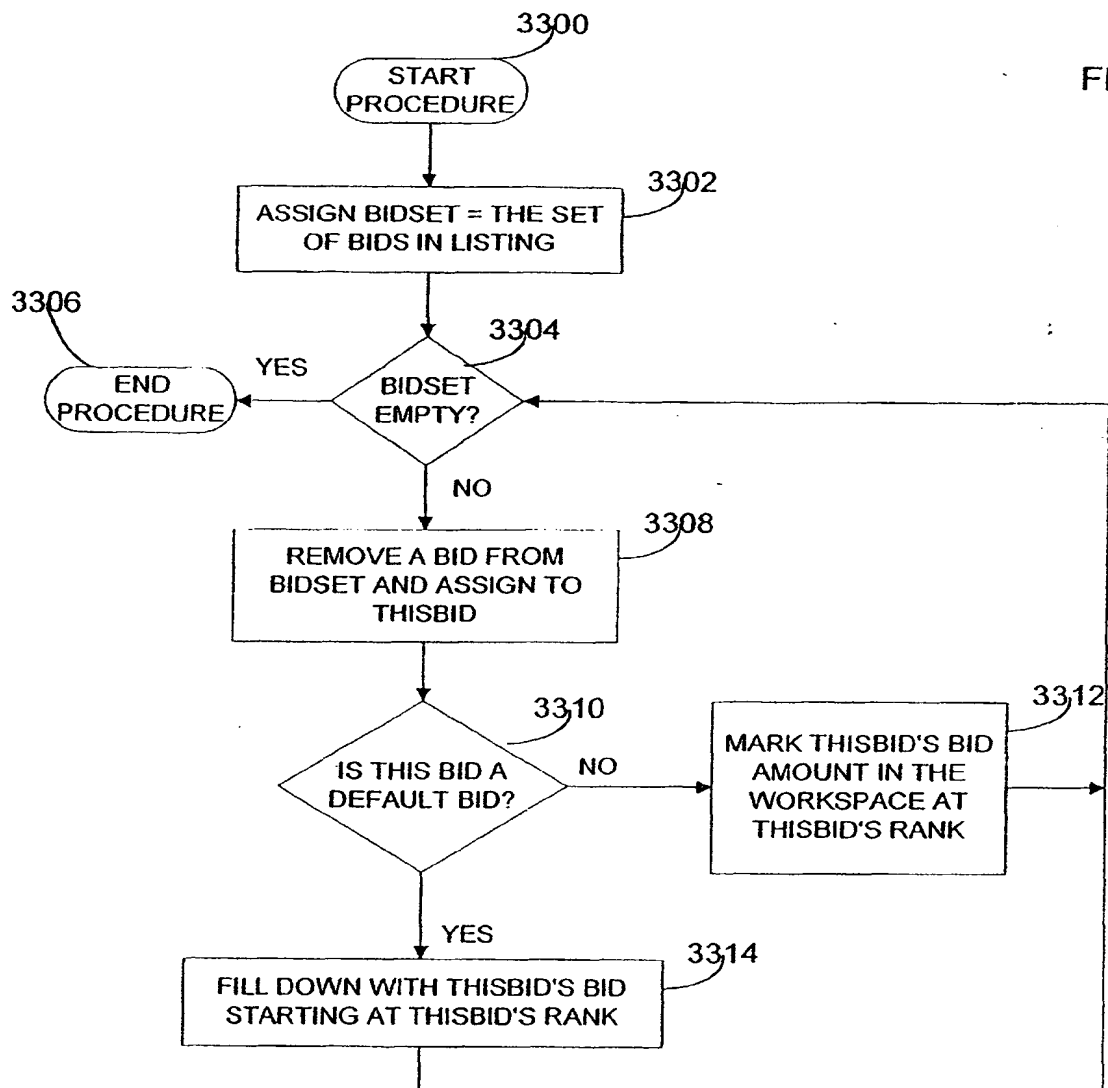 3300
START
PROCEDURE
FI
3302
ASSIGN BIDSET = THE SET
OF BIDS IN LISTING
3306
3304
END
PROCEDURE
YES
BIDSET
EMPTY?
NO
3308
REMOVE A BID FROM
BIDSET AND ASSIGN TO
THISBID
3310
3312
IS THIS BID A
DEFAULT BID?
NO
MARK THISBID'S BID
AMOUNT IN THE
WORKSPACE AT
THISBID'S RANK
YES
3314
FILL DOWN WITH THISBID'S BID
STARTING AT THISBID'S RANK